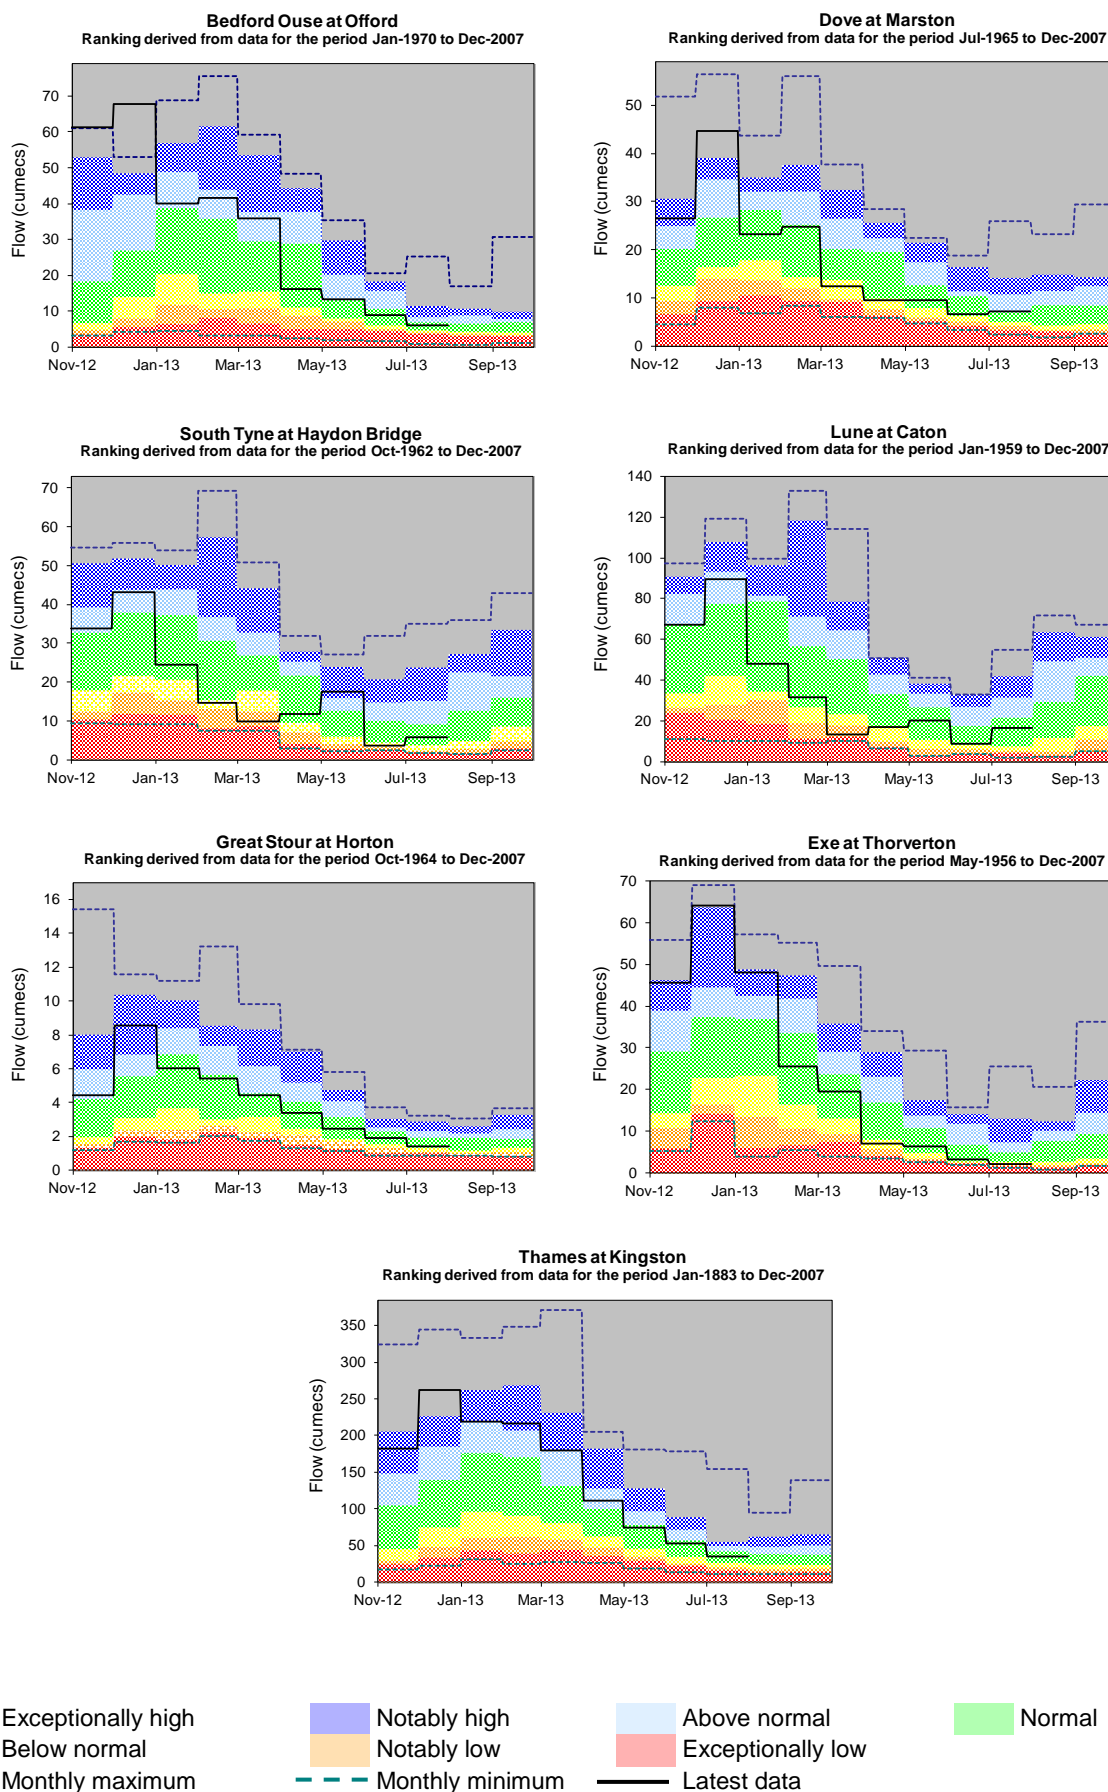 Bedford Ouse at Offord
Ranking derived from data for the period Jan-1970 to Dec-2007
Flow (cumecs)
70
60
50
40
30
20
10
0
Nov-12 Jan-13 Mar-13 May-13 Jul-13 Sep-13
Dove at Marston
Ranking derived from data for the period Jul-1965 to Dec-2007
Flow (cumecs)
50
40
30
20
10
0
Nov-12 Jan-13 Mar-13 May-13 Jul-13 Sep-13
South Tyne at Haydon Bridge
Ranking derived from data for the period Oct-1962 to Dec-2007
Flow (cumecs)
70
60
50
40
30
20
10
0
Nov-12 Jan-13 Mar-13 May-13 Jul-13 Sep-13
Lune at Caton
Ranking derived from data for the period Jan-1959 to Dec-2007
Flow (cumecs)
140
120
100
80
60
40
20
0
Nov-12 Jan-13 Mar-13 May-13 Jul-13 Sep-13
Great Stour at Horton
Ranking derived from data for the period Oct-1964 to Dec-2007
Flow (cumecs)
16
14
12
10
8
6
4
2
0
Nov-12 Jan-13 Mar-13 May-13 Jul-13 Sep-13
Exe at Thorverton
Ranking derived from data for the period May-1956 to Dec-2007
Flow (cumecs)
70
60
50
40
30
20
10
0
Nov-12 Jan-13 Mar-13 May-13 Jul-13 Sep-13
Thames at Kingston
Ranking derived from data for the period Jan-1883 to Dec-2007
Flow (cumecs)
350
300
250
200
150
100
50
0
Nov-12 Jan-13 Mar-13 May-13 Jul-13 Sep-13
Exceptionally high Notably high Above normal Normal
Below normal Notably low Exceptionally low
Monthly maximum Monthly minimum Latest data